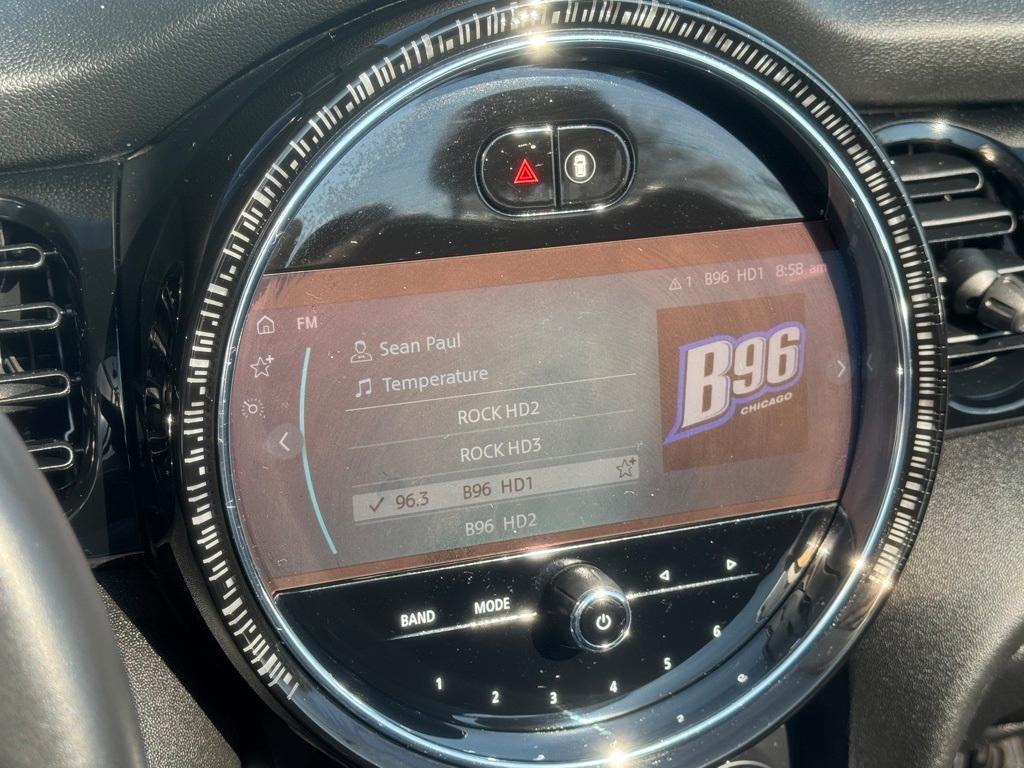 1 B96 HD1 8:58 am
FM
Sean Paul
Temperature
ROCK HD2
ROCK HD3
96.3 B96 HD1
B96 HD2
B96
CHICAGO
BAND MODE
1 2 3 4 5 6